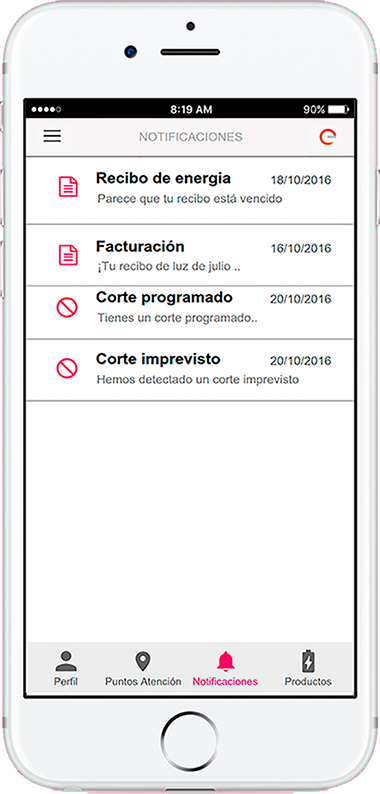 8:19 AM 90%
NOTIFICACIONES
Recibo de energia 18/10/2016
Parece que tu recibo está vencido
Facturación 16/10/2016
¡Tu recibo de luz de julio ..
Corte programado 20/10/2016
Tienes un corte programado..
Corte imprevisto 20/10/2016
Hemos detectado un corte imprevisto
Perfil Puntos Atención Notificaciones Productos